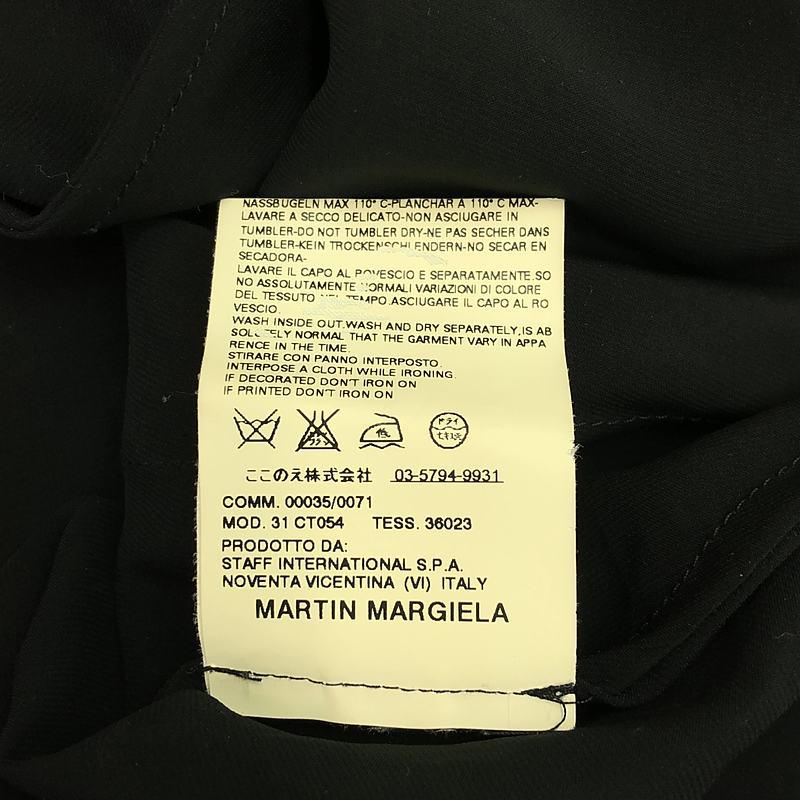 NASSBUGELN MAX 110° C-PLANCHAR A 110° C MAX-
LAVARE A SECCO DELICATO-NON ASCIUGARE IN
TUMBLER-DO NOT TUMBLER DRY-NE PAS SECHER DANS
TUMBLER-KEIN TROCKENSCHLENDERN-NO SECAR EN
SECADORA-
LAVARE IL CAPO AL ROVESCIO E SEPARATAMENTE.SO
NO ASSOLUTAMENTE NORMALI VARIAZIONI DI COLORE
DEL TESSUTO NEL TEMPO.ASCIUGARE IL CAPO AL RO
VESCIO.
WASH INSIDE OUT.WASH AND DRY SEPARATELY,IS AB
SOLUTELY NORMAL THAT THE GARMENT VARY IN APPA
RENCE IN THE TIME.
STIRARE CON PANNO INTERPOSTO.
INTERPOSE A CLOTH WHILE IRONING.
IF DECORATED DON'T IRON ON
IF PRINTED DON'T IRON ON
低 ドライ
ここのえ株式会社 03-5794-9931
COMM. 00035/0071
MOD. 31 CT054 TESS. 36023
PRODOTTO DA:
STAFF INTERNATIONAL S.P.A.
NOVENTA VICENTINA (VI) ITALY
MARTIN MARGIELA